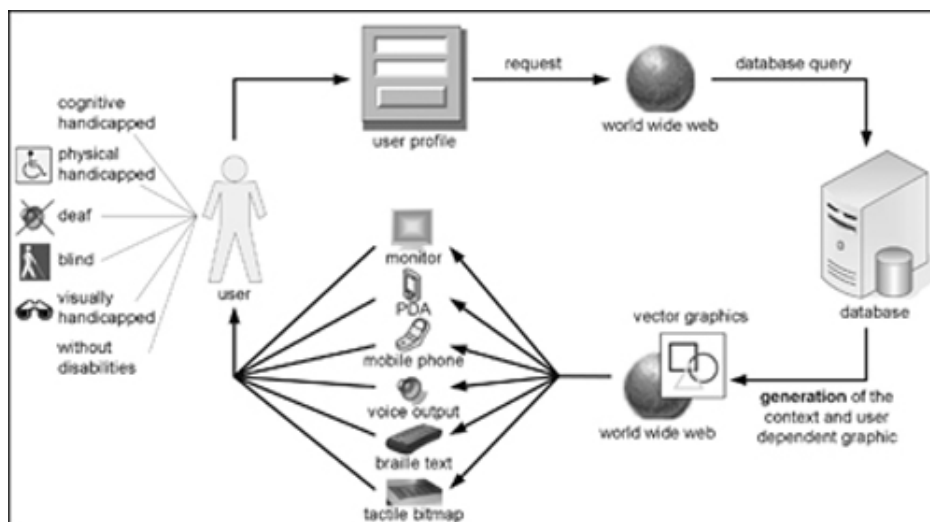 request
database query
user profile
world wide web
cognitive
handicapped
physical
handicapped
deaf
blind
visually
handicapped
without
disabilities
user
monitor
PDA
mobile phone
voice output
braille text
tactile bitmap
vector graphics
world wide web
database
generation of the
context and user
dependent graphic